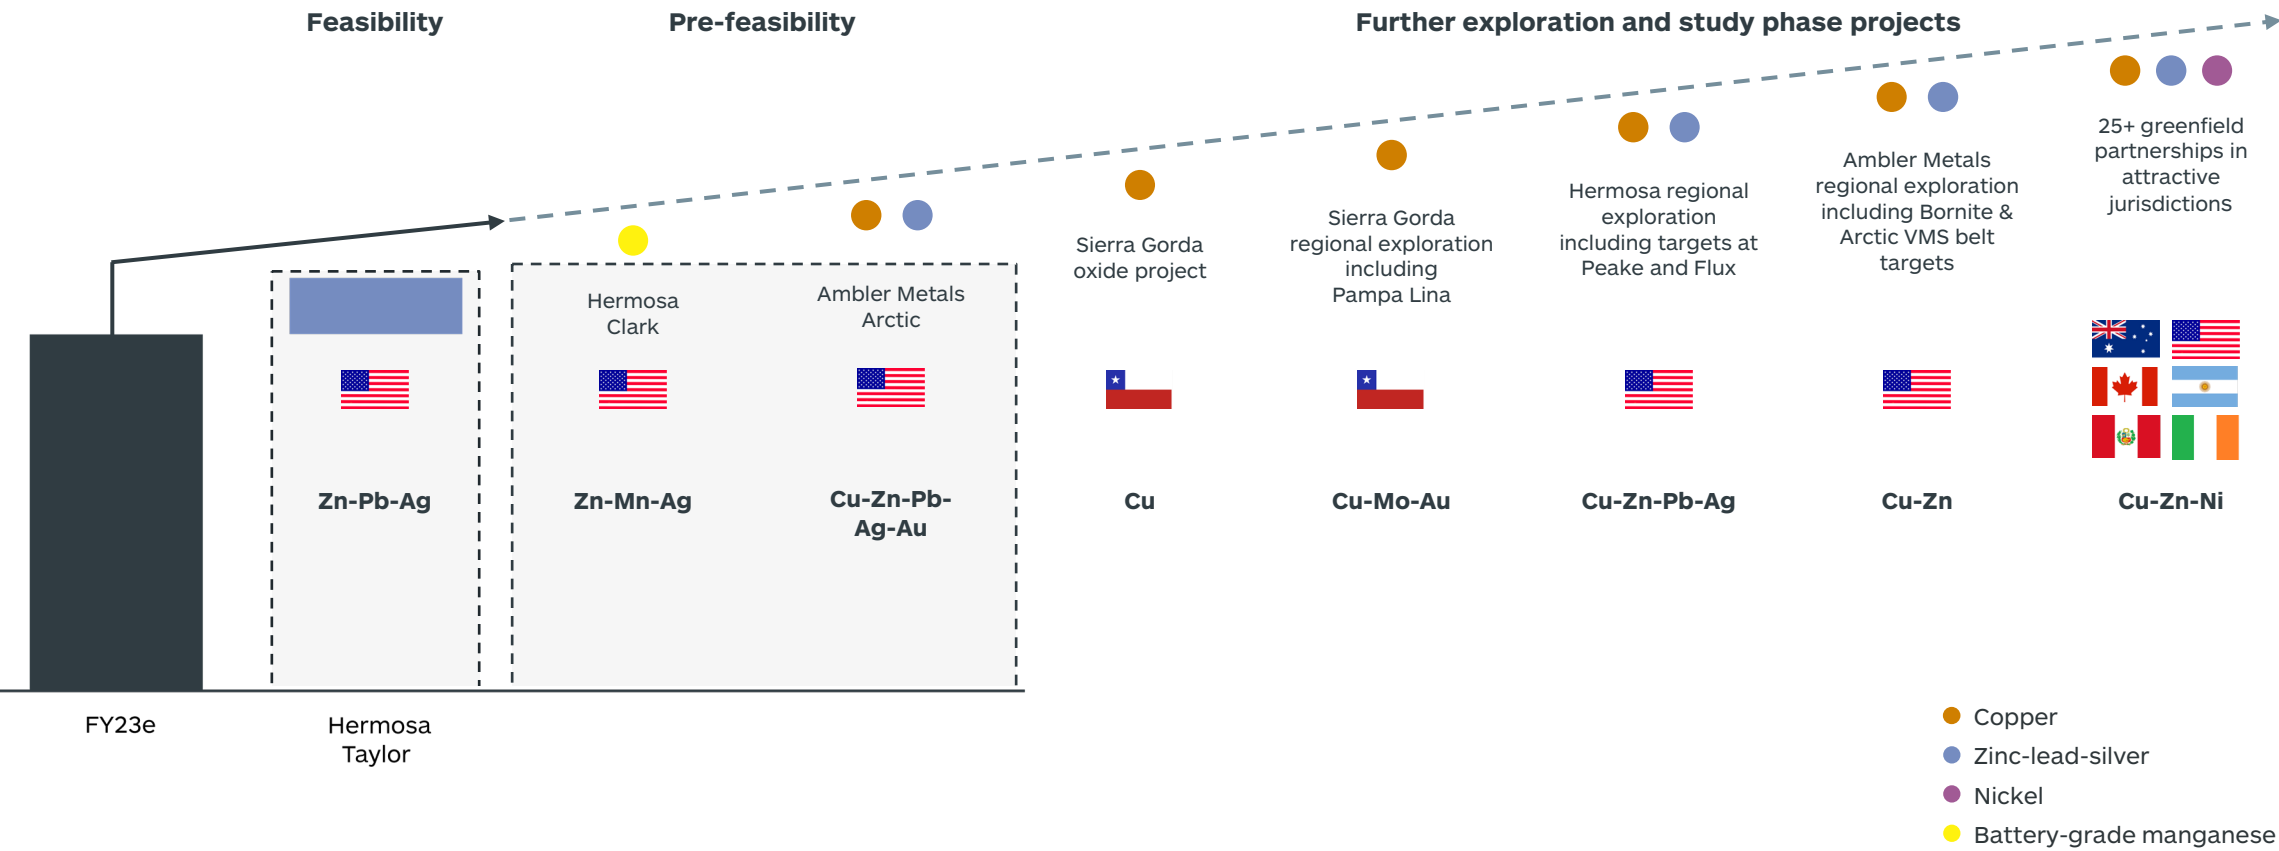 Feasibility
Pre-feasibility
Further exploration and study phase projects
Hermosa
Clark
Ambler Metals
Arctic
Sierra Gorda
oxide project
Sierra Gorda
regional exploration
including
Pampa Lina
Hermosa regional
exploration
including targets at
Peake and Flux
Ambler Metals
regional exploration
including Bornite &
Arctic VMS belt
targets
25+ greenfield
partnerships in
attractive
jurisdictions
Zn-Pb-Ag
Zn-Mn-Ag
Cu-Zn-Pb-
Ag-Au
Cu
Cu-Mo-Au
Cu-Zn-Pb-Ag
Cu-Zn
Cu-Zn-Ni
FY23e
Hermosa
Taylor
Copper
Zinc-lead-silver
Nickel
Battery-grade manganese